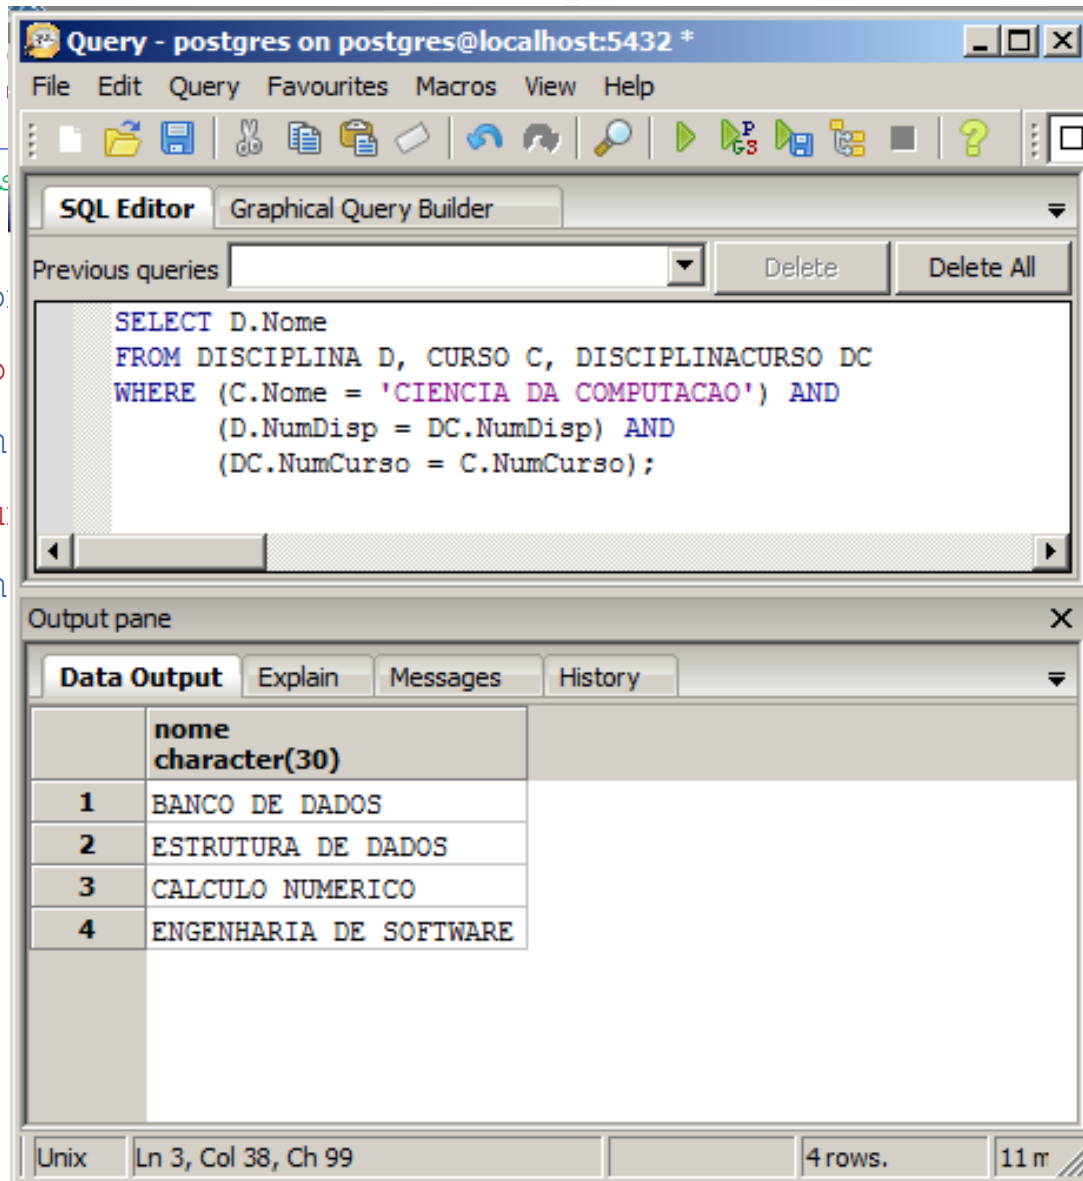 Query - postgres on postgres@localhost:5432 *
File Edit Query Favourites Macros View Help
SQL Editor Graphical Query Builder
Previous queries Delete Delete All
SELECT D.Nome
FROM DISCIPLINA D, CURSO C, DISCIPLINACURSO DC
WHERE (C.Nome = 'CIENCIA DA COMPUTACAO') AND
(D.NumDisp = DC.NumDisp) AND
(DC.NumCurso = C.NumCurso);
Output pane
Data Output Explain Messages History
nome
character(30)
1 BANCO DE DADOS
2 ESTRUTURA DE DADOS
3 CALCULO NUMERICO
4 ENGENHARIA DE SOFTWARE
Unix Ln 3, Col 38, Ch 99 4 rows. 11 m